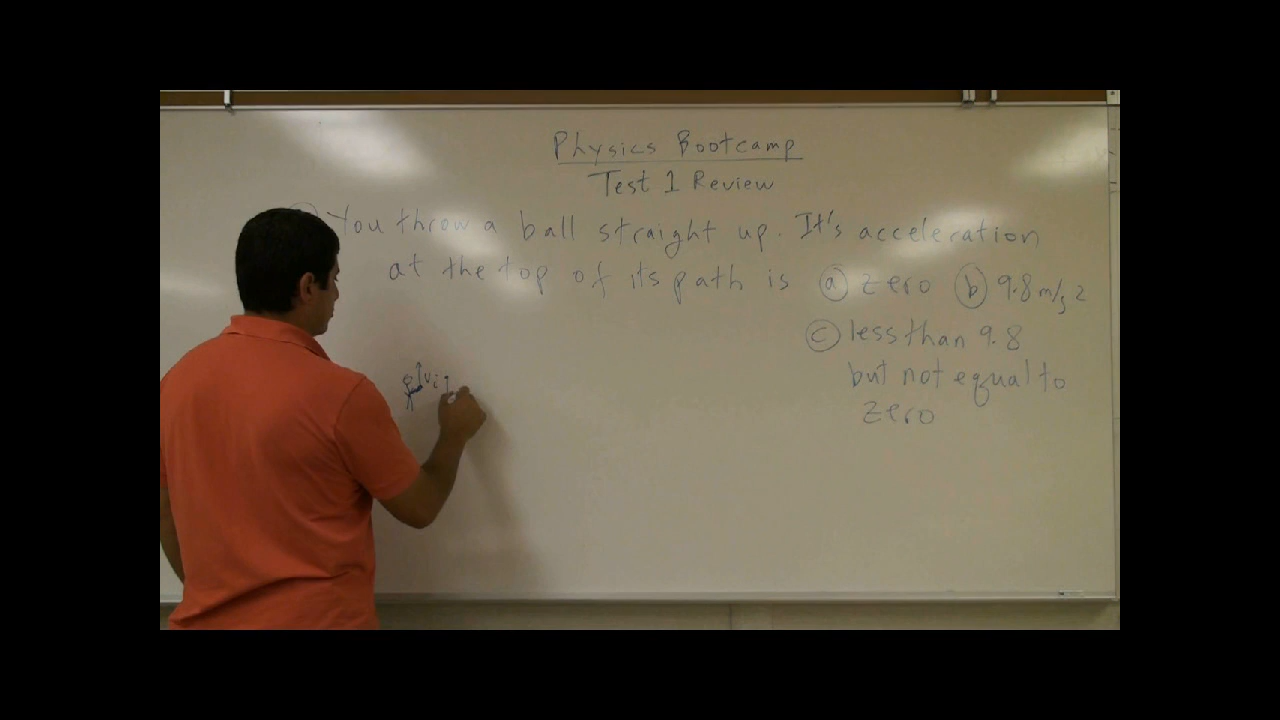 Physics Bootcamp
Test 1 Review
You throw a ball straight up. It's acceleration
at the top of its path is (a) zero (b) 9.8 m/s2
(c) less than 9.8
but not equal to
zero
vi